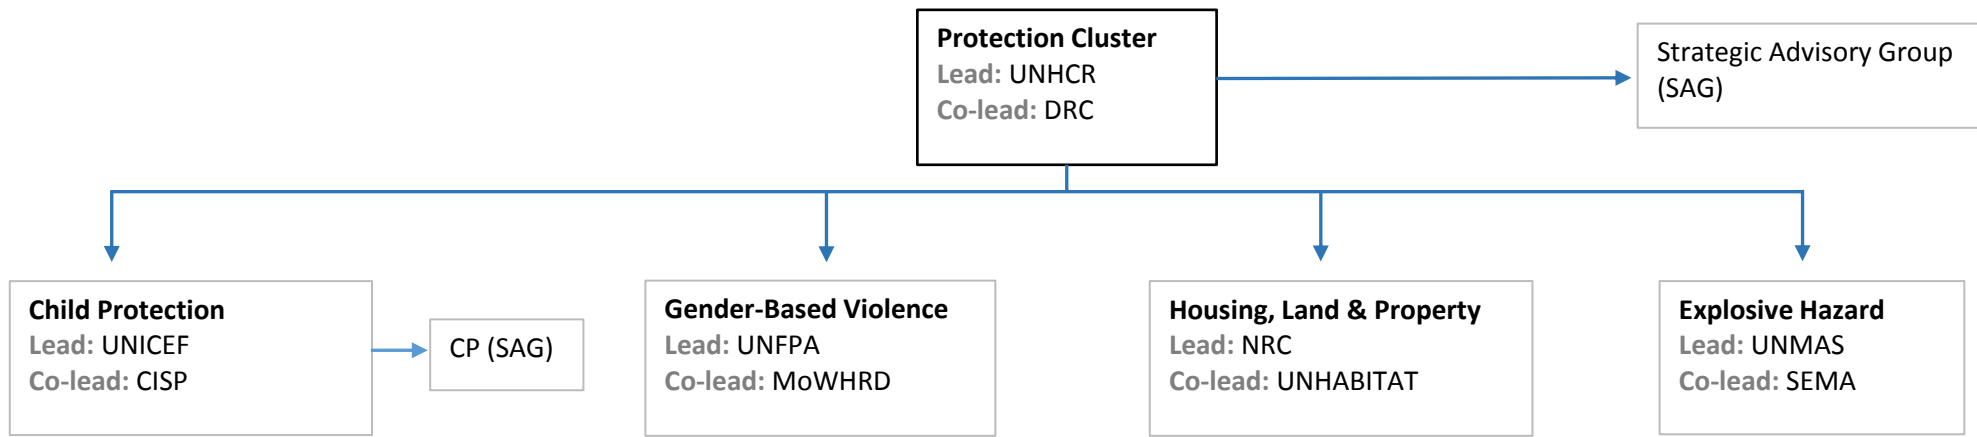 Protection Cluster
Lead: UNHCR
Co-lead: DRC
Strategic Advisory Group
(SAG)
Child Protection
Lead: UNICEF
Co-lead: CISP
CP (SAG)
Gender-Based Violence
Lead: UNFPA
Co-lead: MoWHRD
Housing, Land & Property
Lead: NRC
Co-lead: UNHABITAT
Explosive Hazard
Lead: UNMAS
Co-lead: SEMA